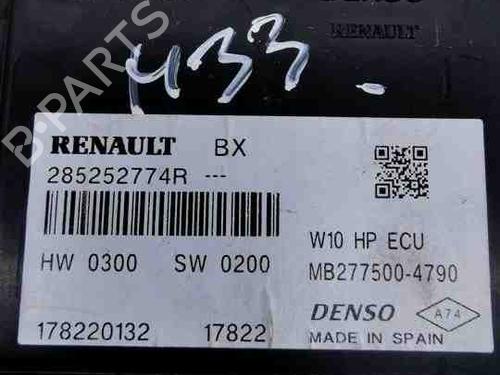 RENAULT
433-
B-PARTS
RENAULT BX
285252774R ---
W10 HP ECU
HW 0300 SW 0200
MB277500-4790
DENSO A74
178220132 17822
MADE IN SPAIN